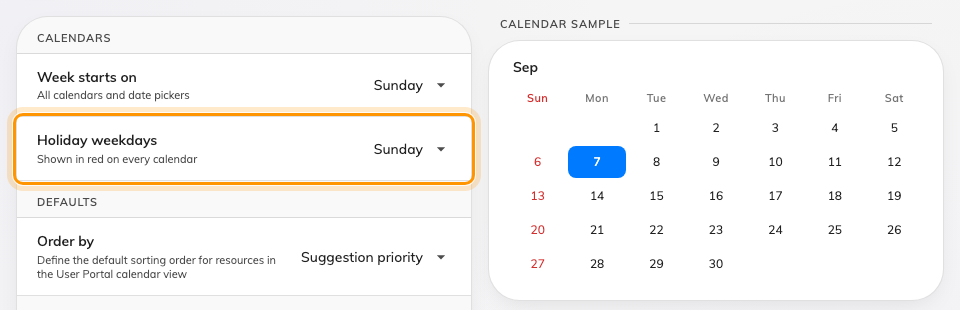 CALENDARS
Week starts on
All calendars and date pickers
Sunday
Holiday weekdays
Shown in red on every calendar
Sunday
DEFAULTS
Order by
Define the default sorting order for resources in
the User Portal calendar view
Suggestion priority
CALENDAR SAMPLE
Sep
Sun Mon Tue Wed Thu Fri Sat
1 2 3 4 5
6 7 8 9 10 11 12
13 14 15 16 17 18 19
20 21 22 23 24 25 26
27 28 29 30